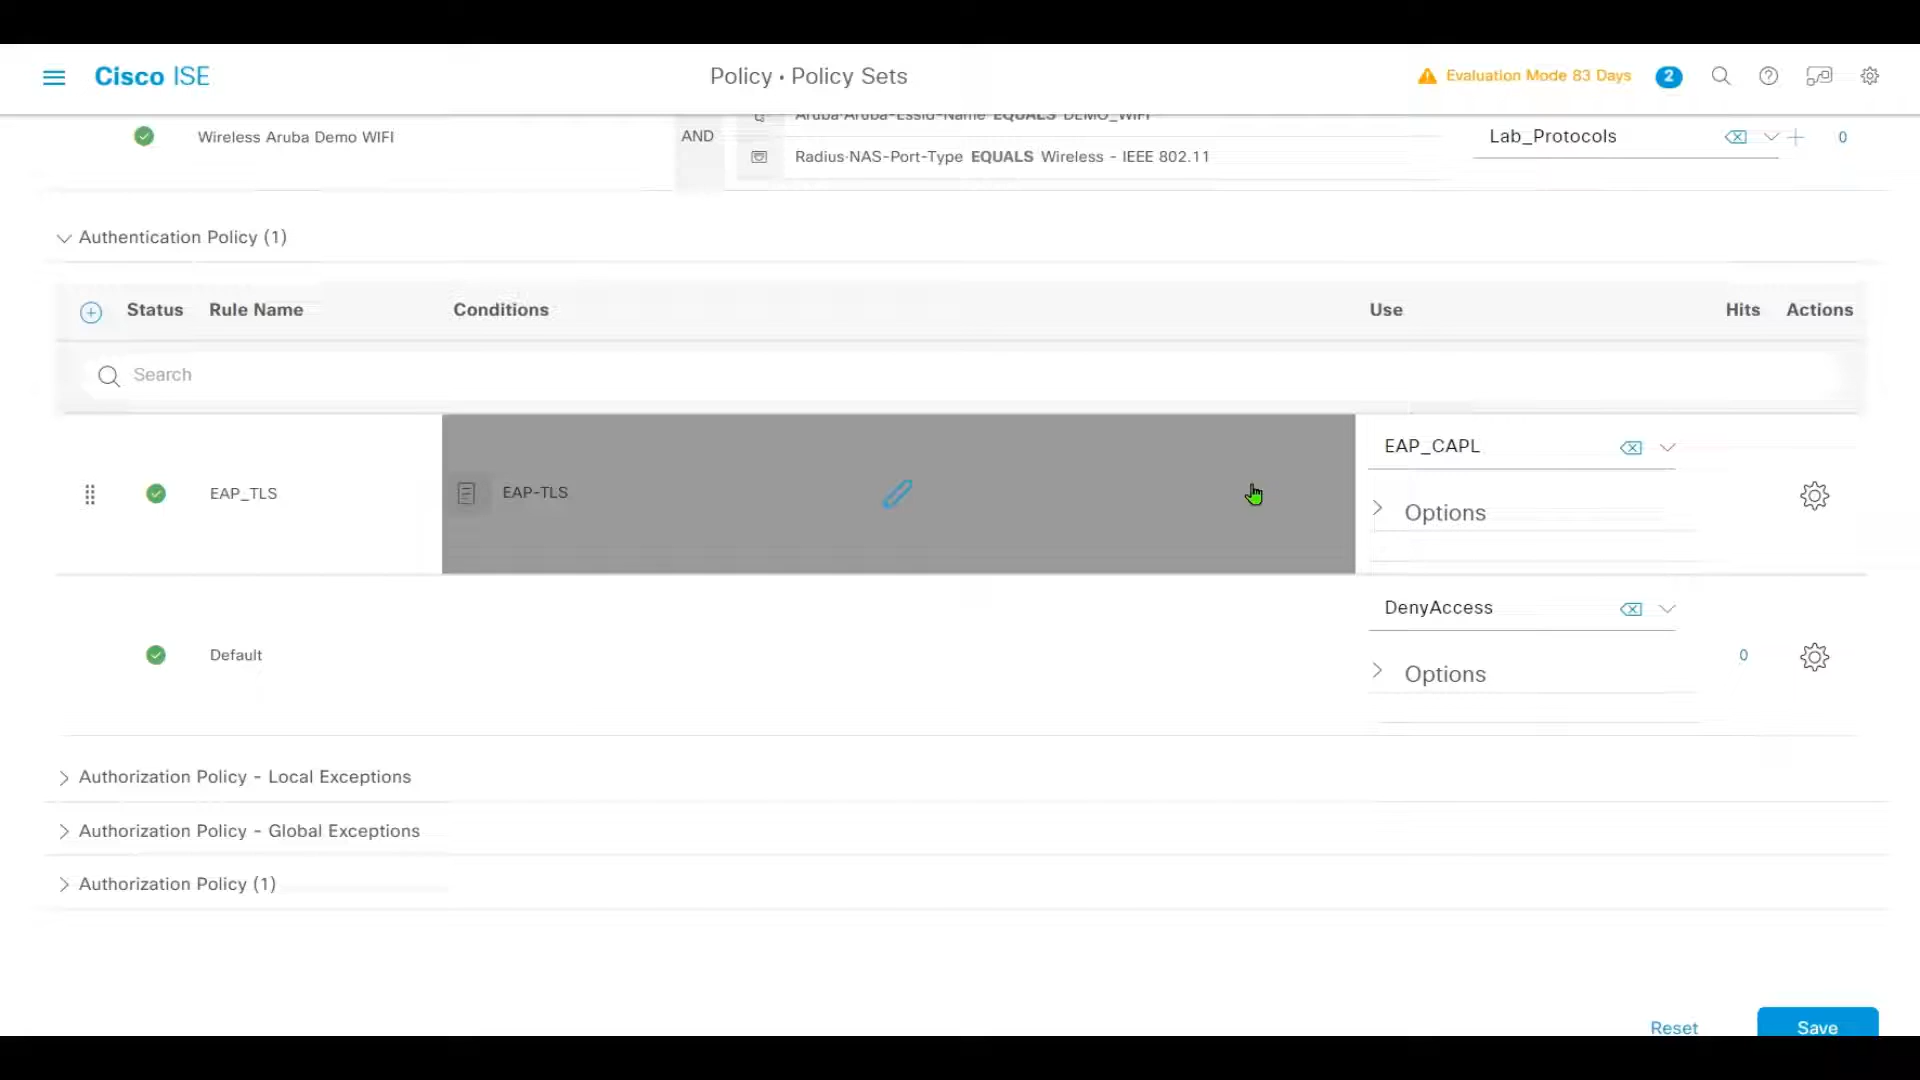 Cisco ISE
Policy • Policy Sets
Evaluation Mode 83 Days
2
Wireless Aruba Demo WIFI
AND
Aruba·Aruba-Essid-Name EQUALS DEMO_WIFI
Radius·NAS-Port-Type EQUALS Wireless - IEEE 802.11
Lab_Protocols
0
Authentication Policy (1)
Status Rule Name Conditions Use Hits Actions
Search
EAP_TLS
EAP-TLS
EAP_CAPL
Options
Default
DenyAccess
Options
0
Authorization Policy - Local Exceptions
Authorization Policy - Global Exceptions
Authorization Policy (1)
Reset
Save